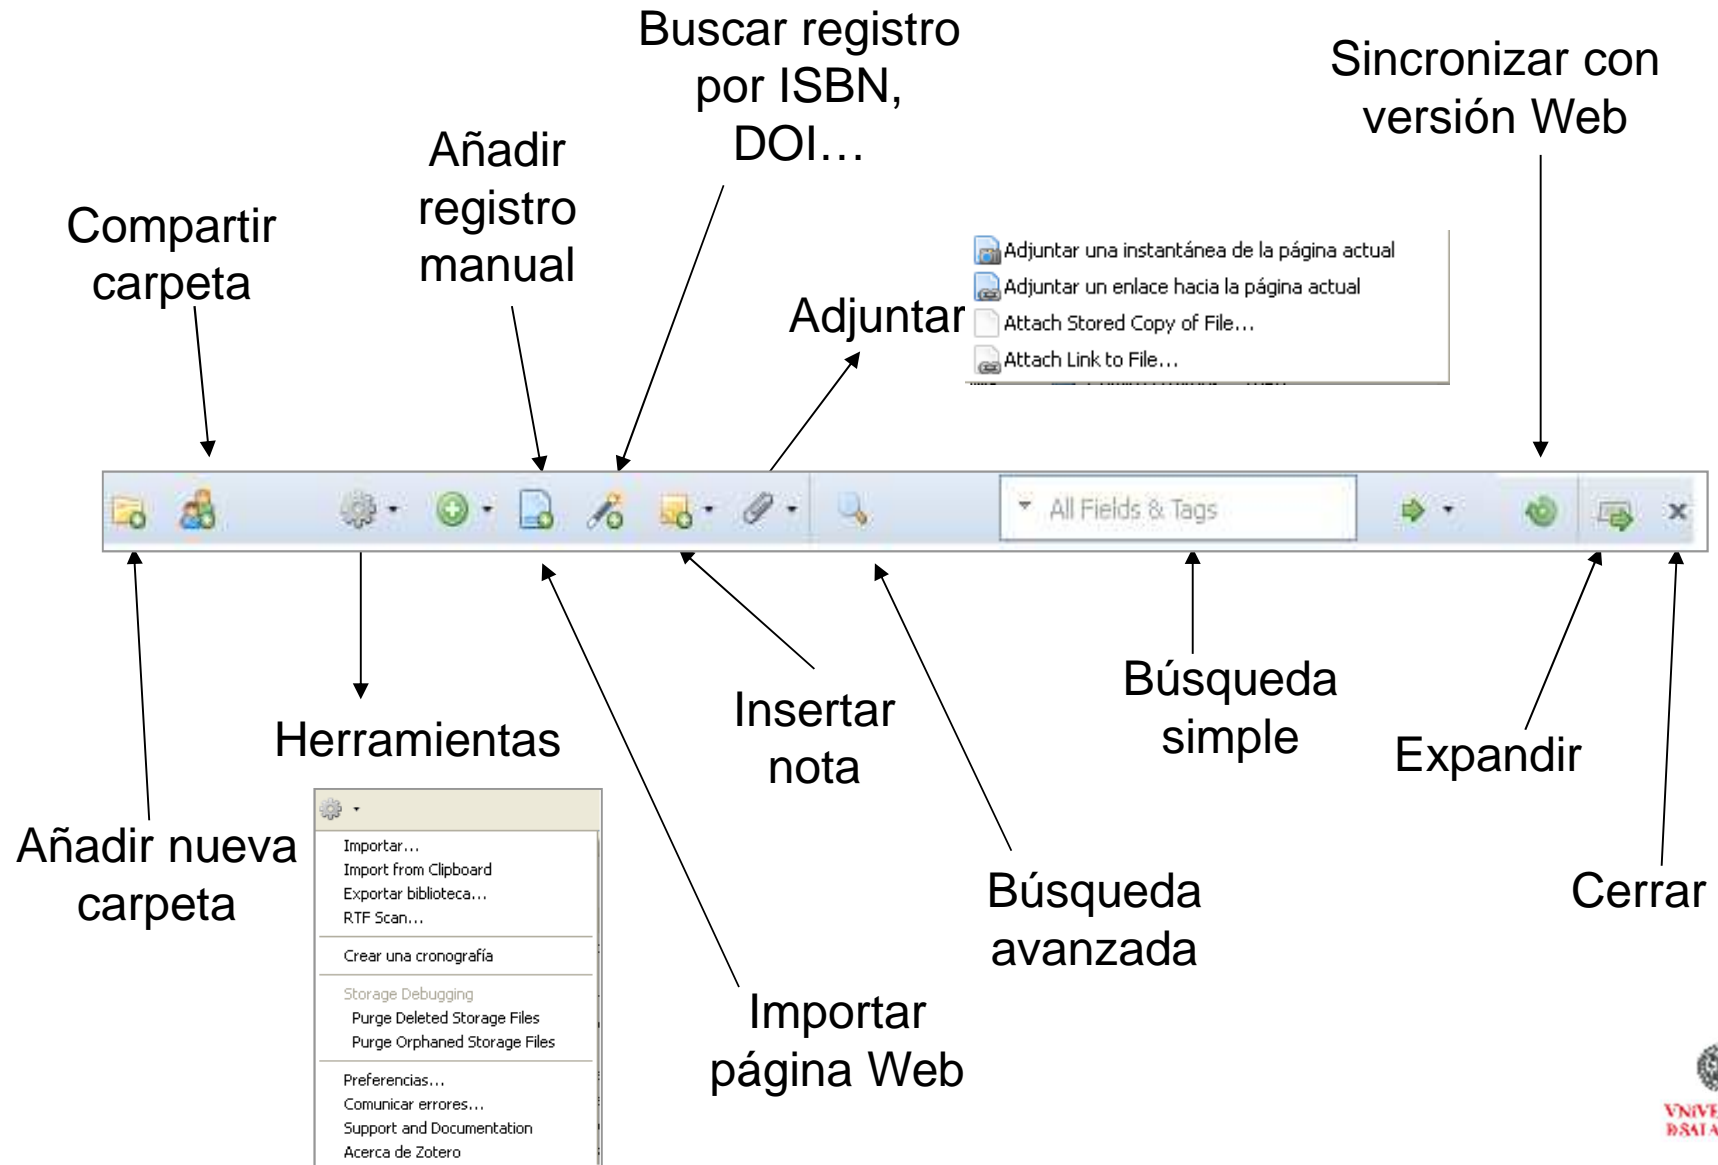 Buscar registro
por ISBN,
DOI…
Sincronizar con
versión Web
Añadir
registro
manual
Compartir
carpeta
Adjuntar
Adjuntar una instantánea de la página actual
Adjuntar un enlace hacia la página actual
Attach Stored Copy of File...
Attach Link to File...
All Fields & Tags
Herramientas
Insertar
nota
Búsqueda
simple
Expandir
Añadir nueva
carpeta
Importar...
Import from Clipboard
Exportar biblioteca...
RTF Scan...
Crear una cronografía
Storage Debugging
Purge Deleted Storage Files
Purge Orphaned Storage Files
Preferencias...
Comunicar errores...
Support and Documentation
Acerca de Zotero
Búsqueda
avanzada
Cerrar
Importar
página Web